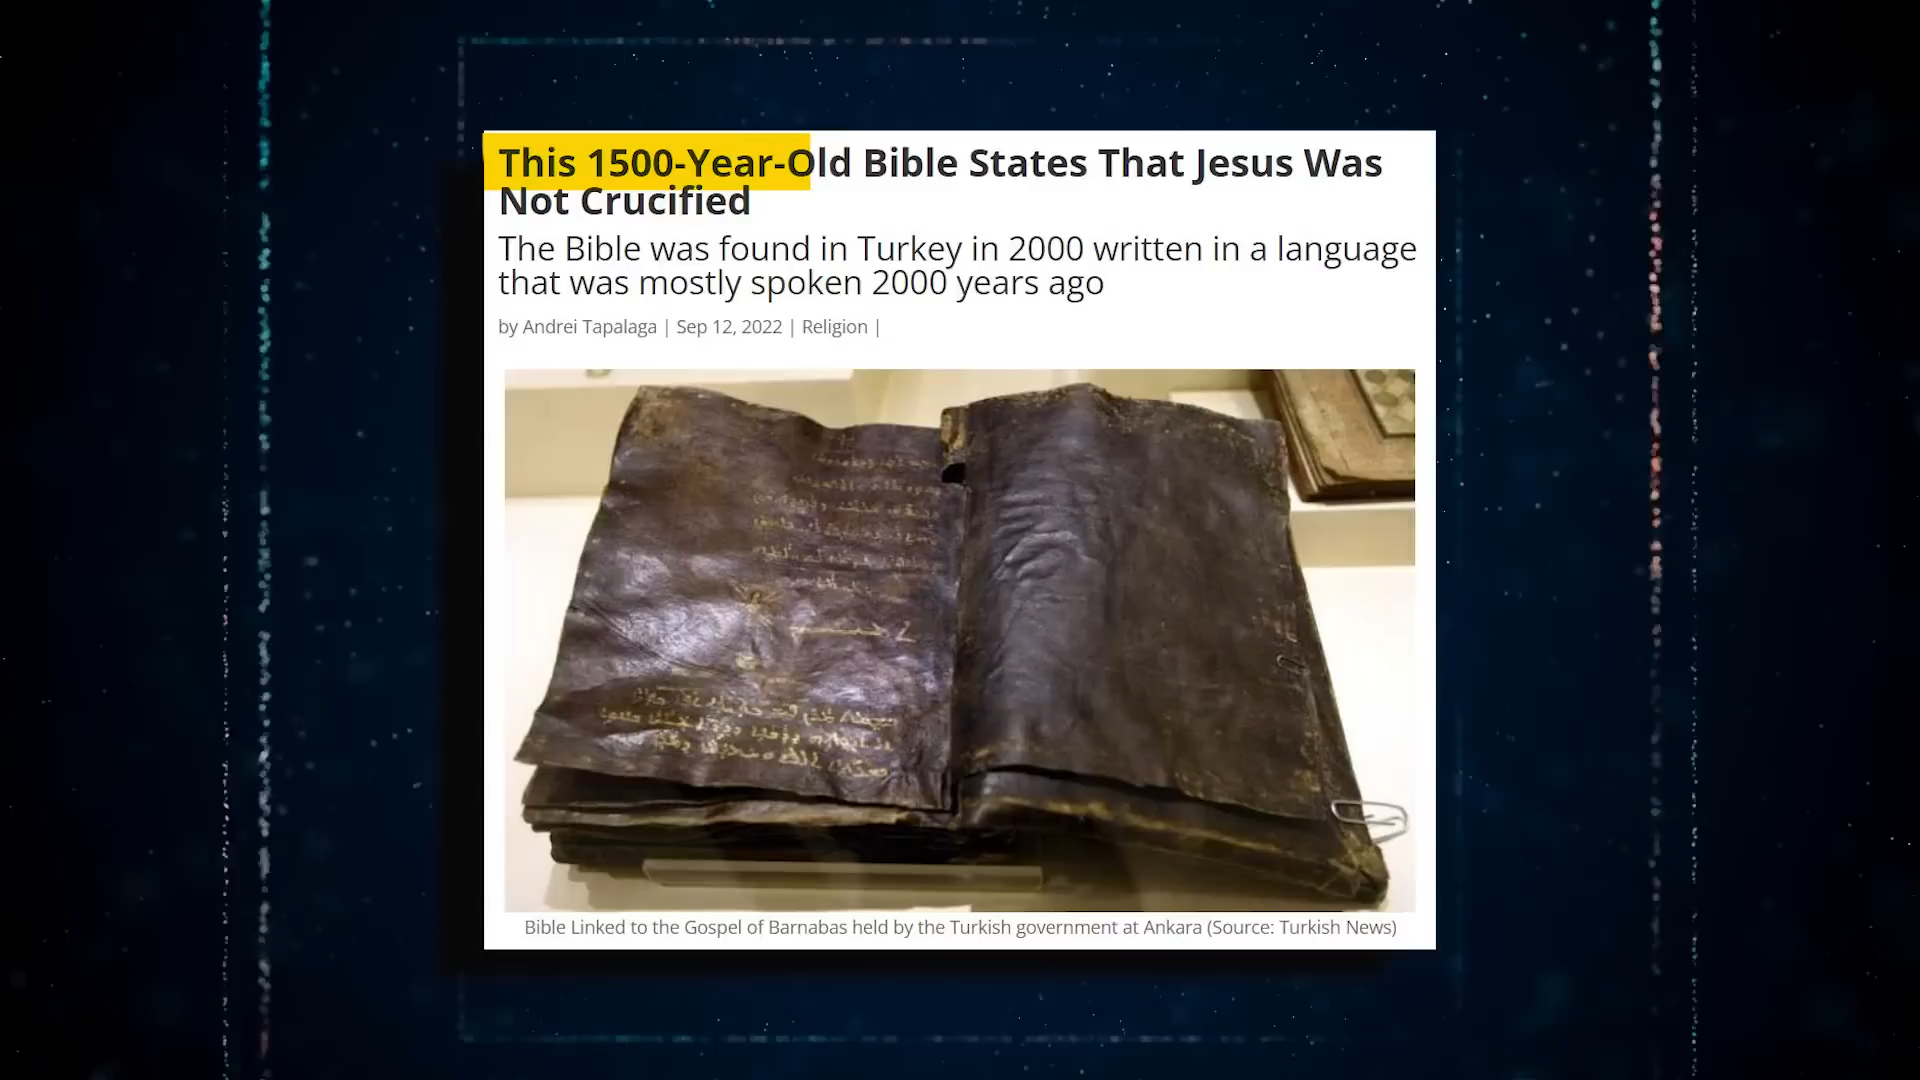 This 1500-Year-Old Bible States That Jesus Was
Not Crucified
The Bible was found in Turkey in 2000 written in a language
that was mostly spoken 2000 years ago
by Andrei Tapalaga | Sep 12, 2022 | Religion |
Bible Linked to the Gospel of Barnabas held by the Turkish government at Ankara (Source: Turkish News)